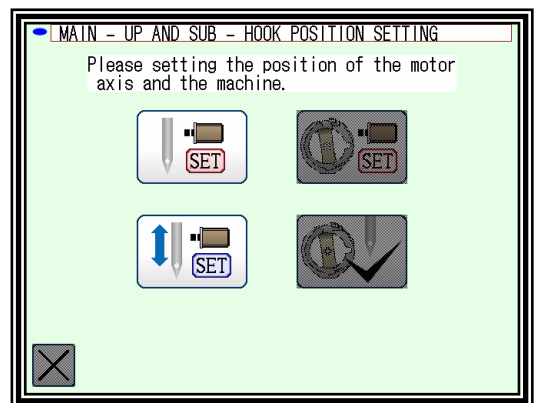 MAIN - UP AND SUB - HOOK POSITION SETTING
Please setting the position of the motor
axis and the machine.
SET
SET
SET